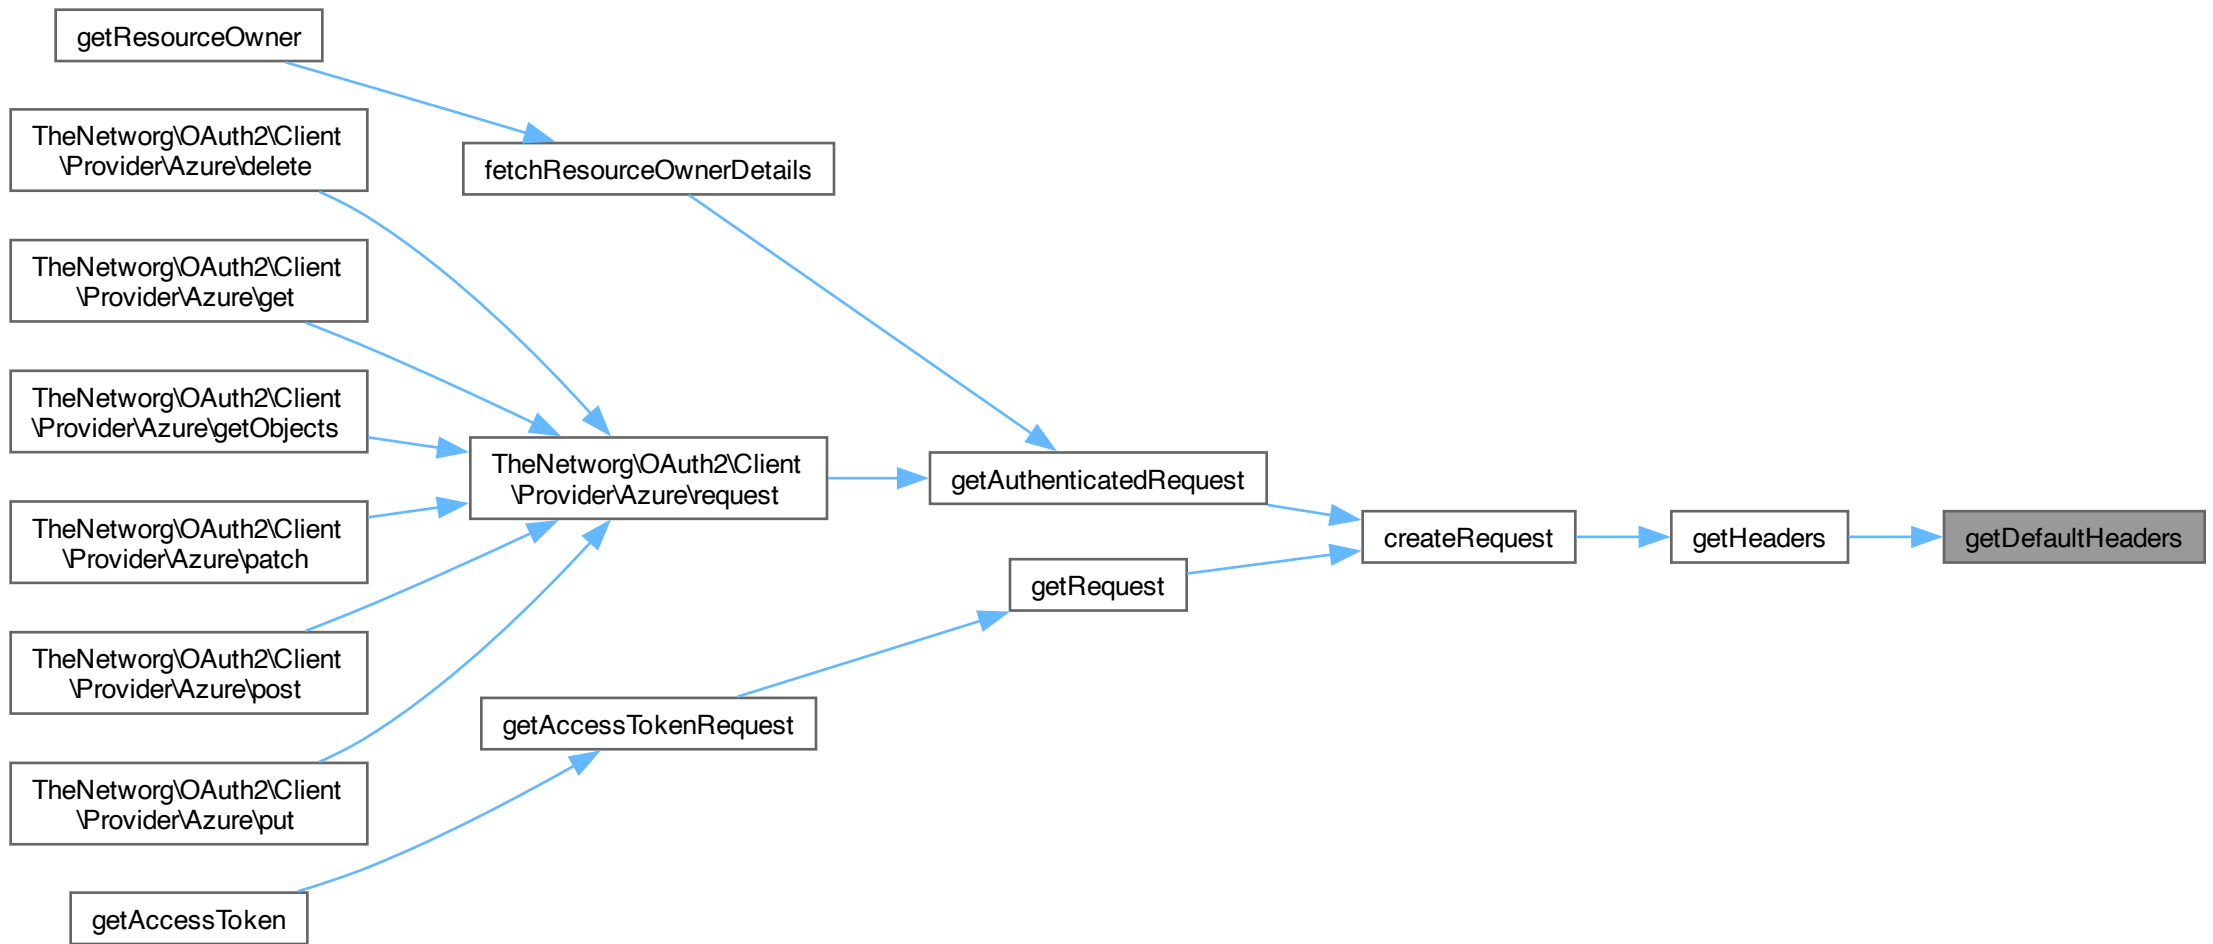 getResourceOwner
TheNetworg\OAuth2\Client
\Provider\Azure\delete
fetchResourceOwnerDetails
TheNetworg\OAuth2\Client
\Provider\Azure\get
TheNetworg\OAuth2\Client
\Provider\Azure\getObjects
TheNetworg\OAuth2\Client
\Provider\Azure\request
getAuthenticatedRequest
TheNetworg\OAuth2\Client
\Provider\Azure\patch
createRequest
getHeaders
getDefaultHeaders
getRequest
TheNetworg\OAuth2\Client
\Provider\Azure\post
getAccessTokenRequest
TheNetworg\OAuth2\Client
\Provider\Azure\put
getAccessToken